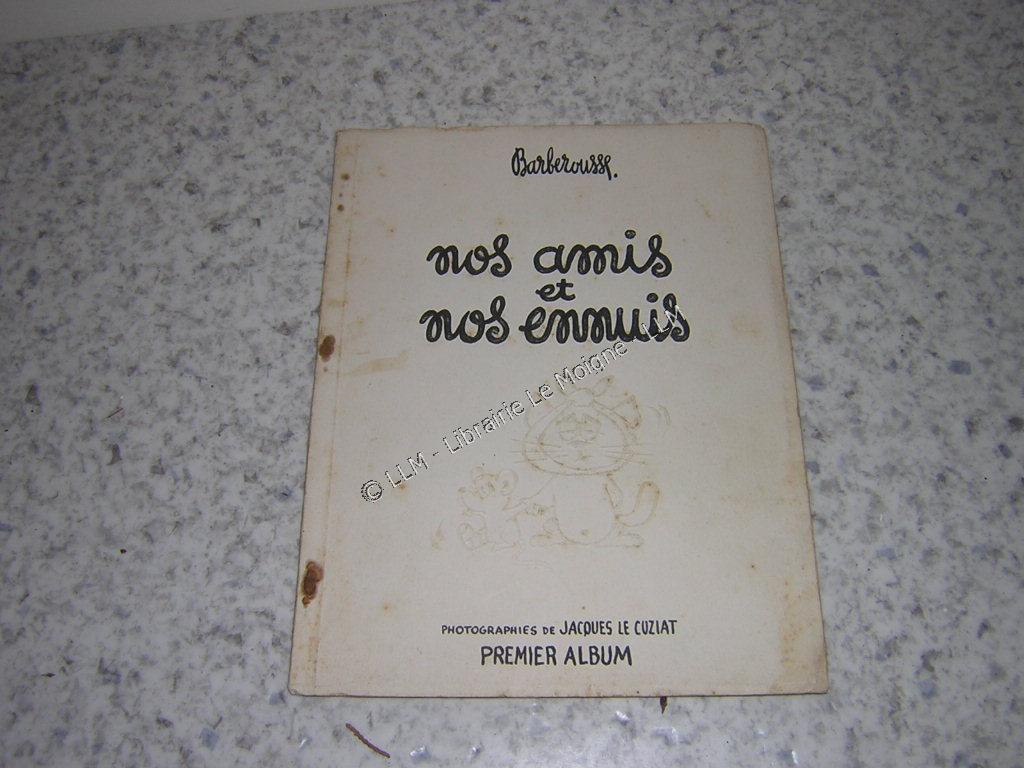 Barberousse.
nos amis
et
nos ennuis
© LLM - Librairie Le Moigne - LLM
PHOTOGRAPHIES DE JACQUES LE CUZIAT
PREMIER ALBUM